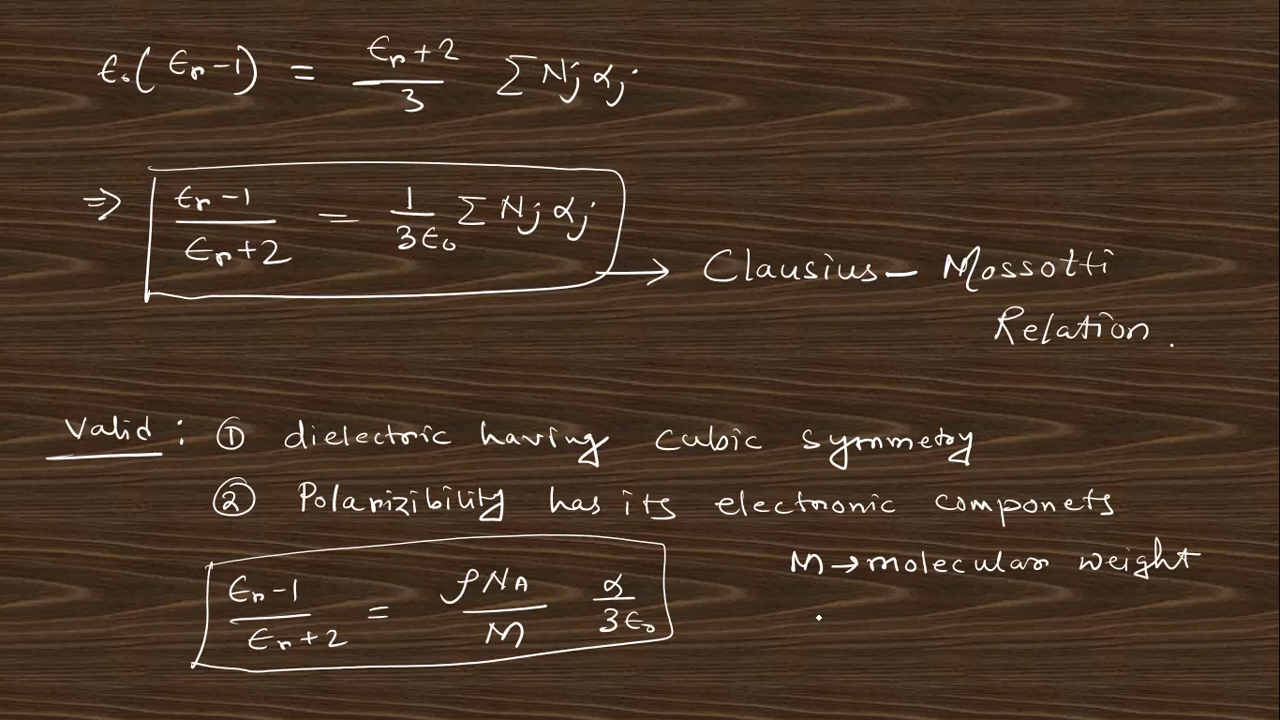 ϵ₀(ϵr-1) = ϵr+2/3 ΣNjαj
⇒ ϵr-1/ϵr+2 = 1/3ϵ₀ ΣNjαj
→ Clausius- Mossotti
Relation.
Valid : ① dielectric having cubic symmetry
② Polarizibility has its electronic componets
M→molecular weight
ϵr-1/ϵr+2 = ρNA/M α/3ϵ₀